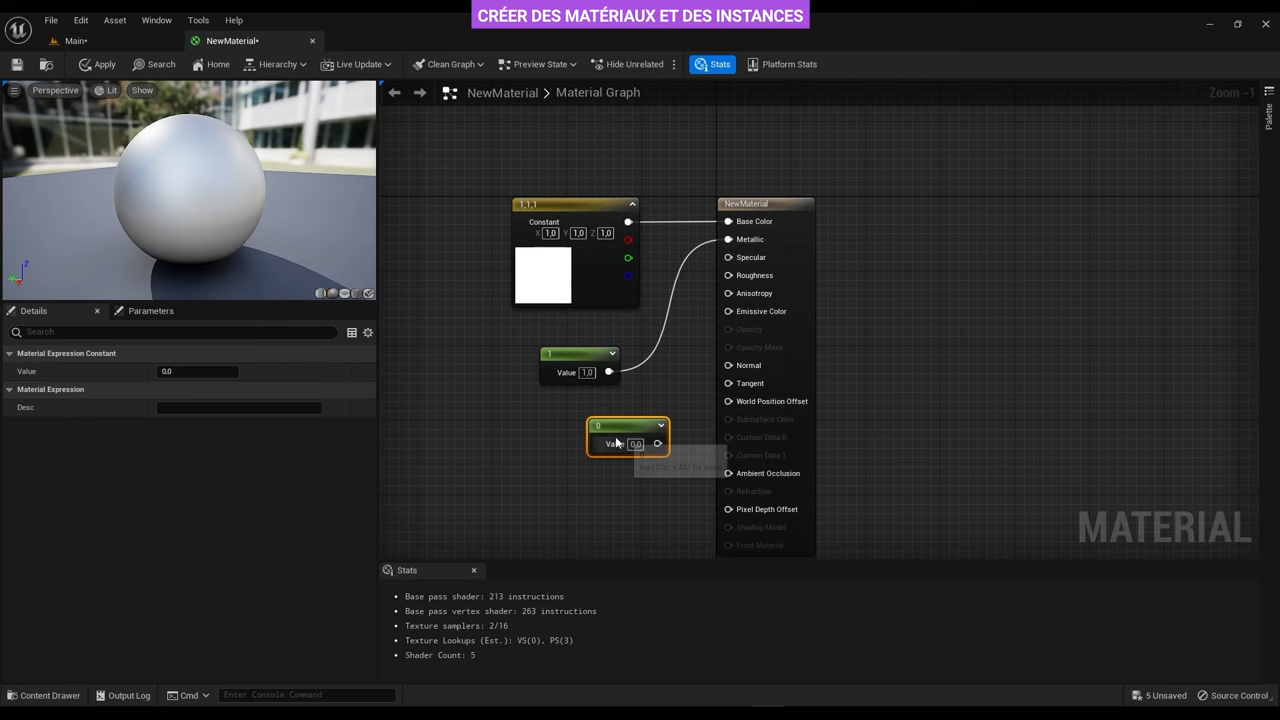 CRÉER DES MATÉRIAUX ET DES INSTANCES
File Edit Asset Window Tools Help
Main•
NewMaterial•
Apply Search Home Hierarchy Live Update Clean Graph Preview State Hide Unrelated Stats Platform Stats
Perspective Lit Show
NewMaterial > Material Graph
Zoom -1
Palette
1,1,1
Constant
X 1,0 Y 1,0 Z 1,0
1
Value 1,0
0
0,0
NewMaterial
Base Color
Metallic
Specular
Roughness
Anisotropy
Emissive Color
Opacity
Opacity Mask
Normal
Tangent
World Position Offset
Subsurface Color
Custom Data 0
Custom Data 1
Ambient Occlusion
Refraction
Pixel Depth Offset
Shading Model
Front Material
MATERIAL
Z
Details
Parameters
Search
Material Expression Constant
Value 0,0
Material Expression
Desc
Stats
• Base pass shader: 213 instructions
• Base pass vertex shader: 263 instructions
• Texture samplers: 2/16
• Texture Lookups (Est.): VS(0), PS(3)
• Shader Count: 5
Content Drawer Output Log Cmd Enter Console Command
5 Unsaved Source Control